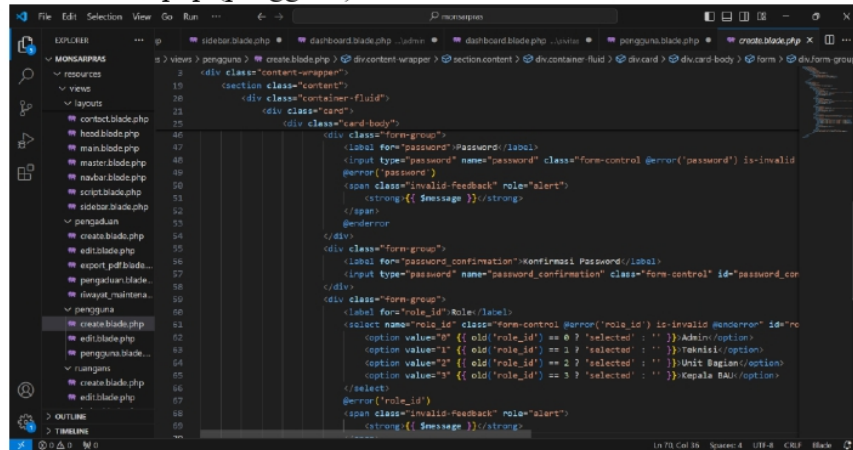 File Edit Selection View Go Run ... monsarpras
EXPLORER ... sidebar.blade.php dashboard.blade.php ...\admin dashboard.blade.php pengguna.blade.php create.blade.php
MONSARPRAS > views > pengguna > create.blade.php > div.content-wrapper > section.content > div.container-fluid > div.card > div.card-body > form > div.form-group
resources
views
layouts
contact.blade.php
head.blade.php
main.blade.php
master.blade.php
navbar.blade.php
script.blade.php
sidebar.blade.php
pengaduan
create.blade.php
edit.blade.php
export_pdf.blade...
pengaduan.blade...
riwayat_maintena...
pengguna
create.blade.php
edit.blade.php
pengguna.blade....
ruangans
create.blade.php
edit.blade.php
OUTLINE
TIMELINE
3 <div class="content-wrapper">
19 <section class="content">
20 <div class="container-fluid">
21 <div class="card">
25 <div class="card-body">
46 <div class="form-group">
47 <label for="password">Password</label>
48 <input type="password" name="password" class="form-control @error('password') is-invalid
49 @error('password')
50 <span class="invalid-feedback" role="alert">
51 <strong>{{ $message }}</strong>
52 </span>
53 @enderror
54 </div>
55 <div class="form-group">
56 <label for="password_confirmation">Konfirmasi Password</label>
57 <input type="password" name="password_confirmation" class="form-control" id="password_con
58 </div>
59 <div class="form-group">
60 <label for="role_id">Role</label>
61 <select name="role_id" class="form-control @error('role_id') is-invalid @enderror" id="ro
62 <option value="0" {{ old('role_id') == 0 ? 'selected' : '' }}>Admin</option>
63 <option value="1" {{ old('role_id') == 1 ? 'selected' : '' }}>Teknisi</option>
64 <option value="2" {{ old('role_id') == 2 ? 'selected' : '' }}>Unit Bagian</option>
65 <option value="3" {{ old('role_id') == 3 ? 'selected' : '' }}>Kepala BAU</option>
66 </select>
67 @error('role_id')
68 <span class="invalid-feedback" role="alert">
69 <strong>{{ $message }}</strong>
0 0 0 Ln 70, Col 36 Spaces: 4 UTF-8 CRLF Blade